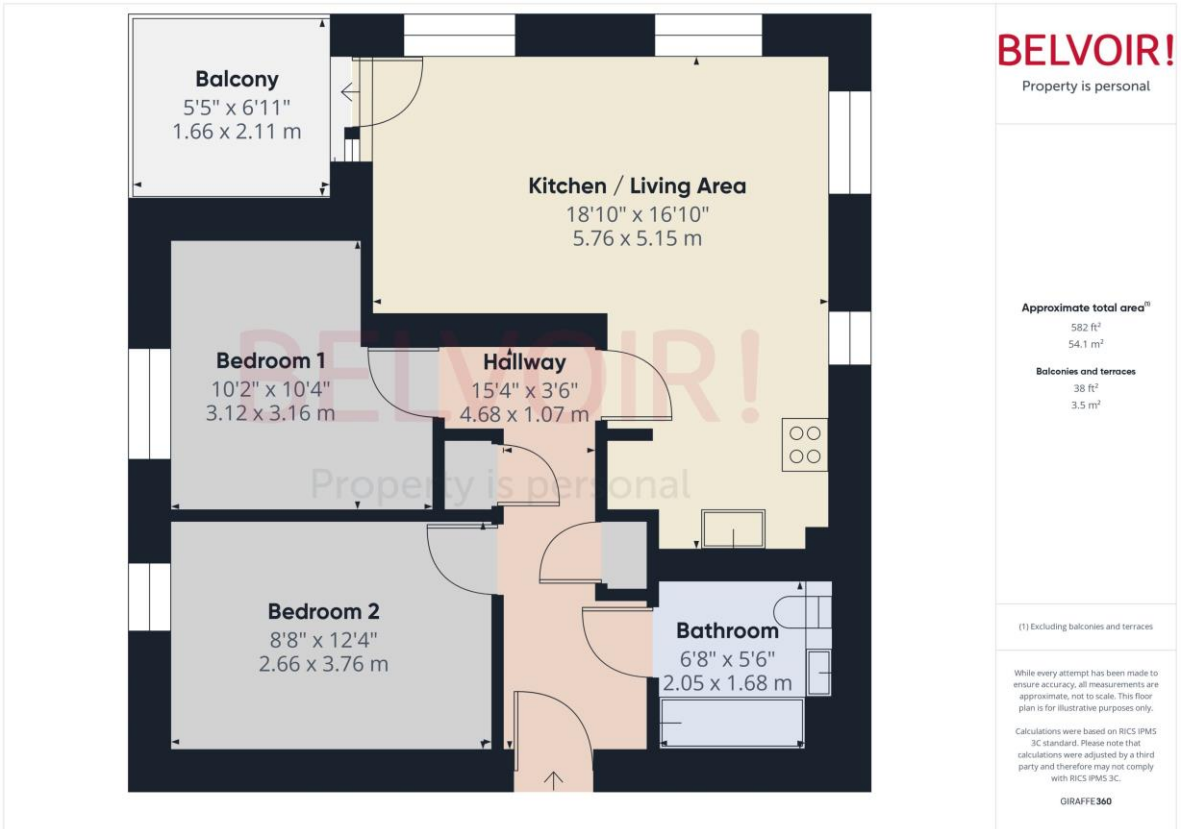 Balcony
5'5" x 6'11"
1.66 x 2.11 m
Kitchen / Living Area
18'10" x 16'10"
5.76 x 5.15 m
BELVOIR!
Property is personal
Bedroom 1
10'2" x 10'4"
3.12 x 3.16 m
Hallway
15'4" x 3'6"
4.68 x 1.07 m
Bedroom 2
8'8" x 12'4"
2.66 x 3.76 m
Bathroom
6'8" x 5'6"
2.05 x 1.68 m
BELVOIR!
Property is personal
Approximate total area(1)
582 ft²
54.1 m²
Balconies and terraces
38 ft²
3.5 m²
(1) Excluding balconies and terraces
While every attempt has been made to
ensure accuracy, all measurements are
approximate, not to scale. This floor
plan is for illustrative purposes only.
Calculations were based on RICS IPMS
3C standard. Please note that
calculations were adjusted by a third
party and therefore may not comply
with RICS IPMS 3C.
GIRAFFE360